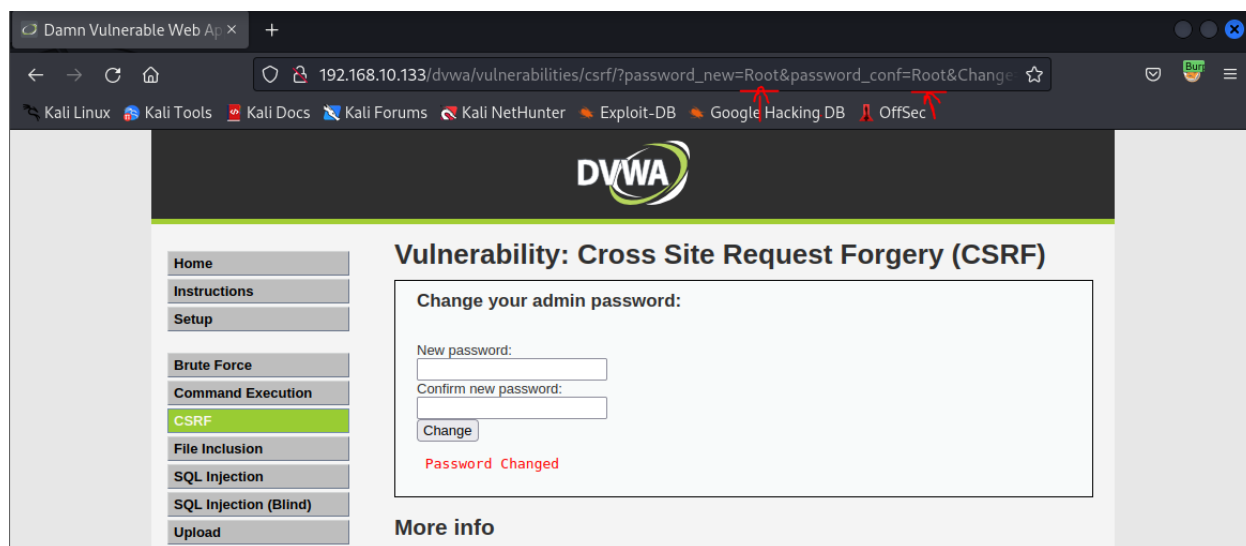 Damn Vulnerable Web Ap
192.168.10.133/dvwa/vulnerabilities/csrf/?password_new=Root&password_conf=Root&Change
Burp
Kali Linux Kali Tools Kali Docs Kali Forums Kali NetHunter Exploit-DB Google Hacking DB OffSec
DVWA
Home
Instructions
Setup
Brute Force
Command Execution
CSRF
File Inclusion
SQL Injection
SQL Injection (Blind)
Upload
Vulnerability: Cross Site Request Forgery (CSRF)
Change your admin password:
New password:
Confirm new password:
Change
Password Changed
More info